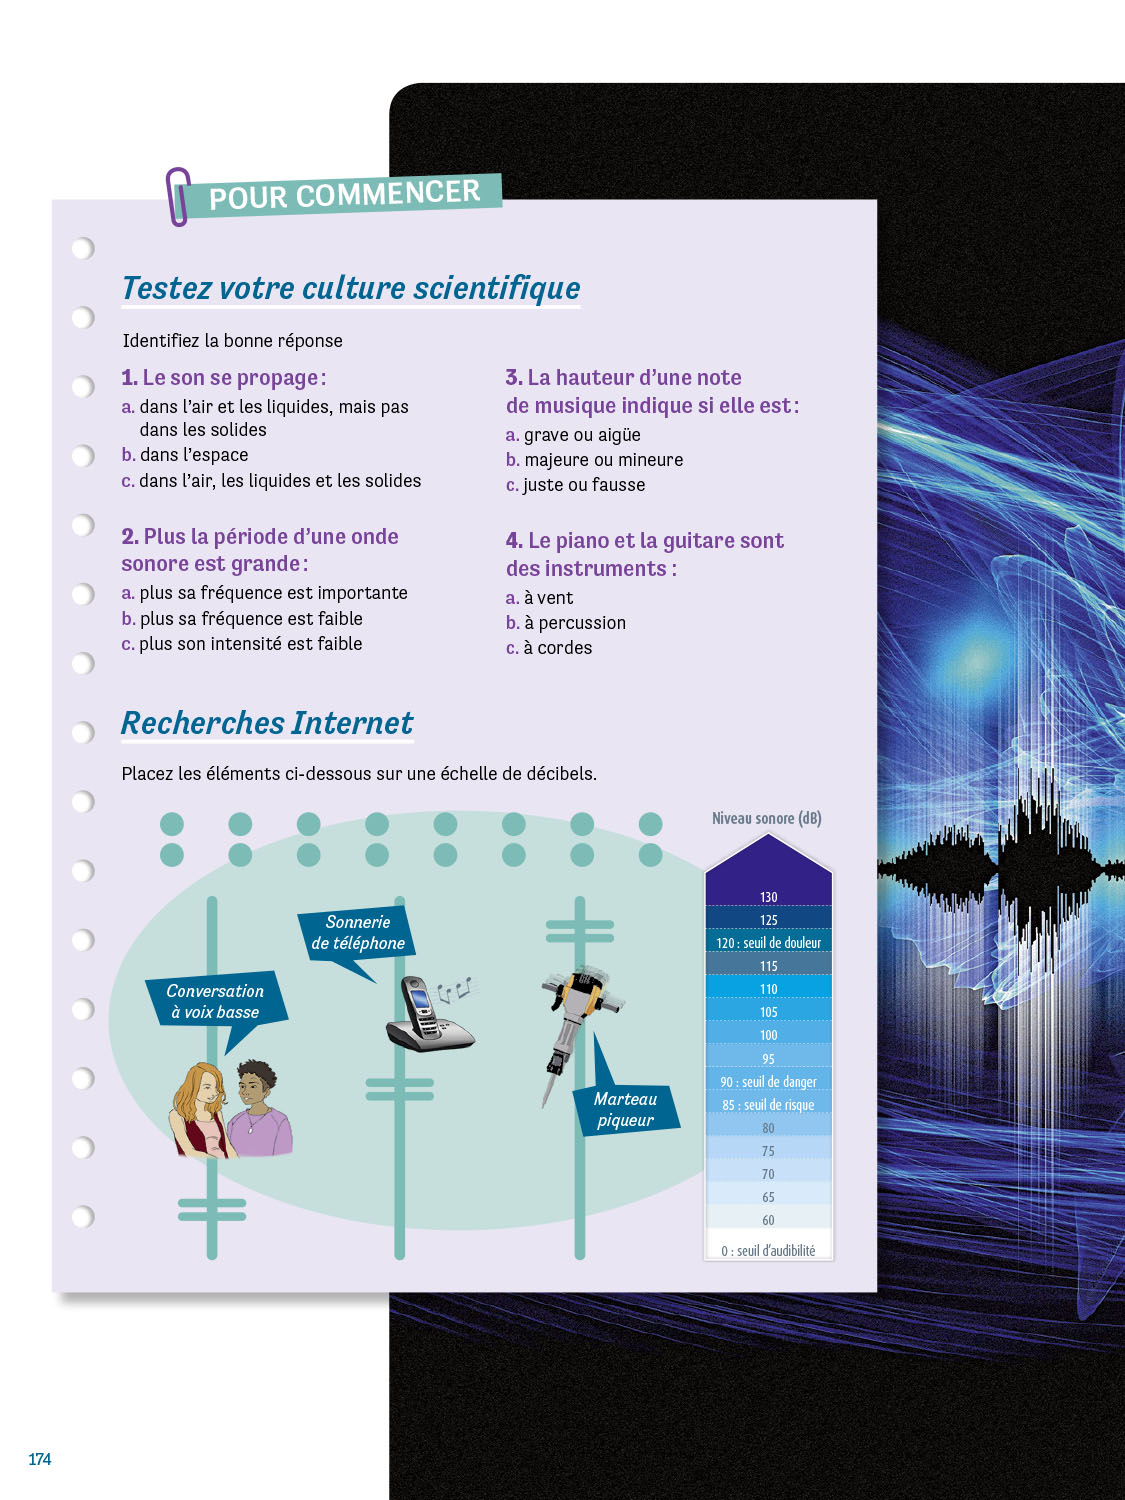 POUR COMMENCER
Testez votre culture scientifique
Identifiez la bonne réponse
1. Le son se propage :
a. dans l'air et les liquides, mais pas
dans les solides
b. dans l'espace
c. dans l'air, les liquides et les solides
2. Plus la période d'une onde
sonore est grande :
a. plus sa fréquence est importante
b. plus sa fréquence est faible
c. plus son intensité est faible
3. La hauteur d'une note
de musique indique si elle est :
a. grave ou aigüe
b. majeure ou mineure
c. juste ou fausse
4. Le piano et la guitare sont
des instruments :
a. à vent
b. à percussion
c. à cordes
Recherches Internet
Placez les éléments ci-dessous sur une échelle de décibels.
Conversation
à voix basse
Sonnerie
de téléphone
Marteau
piqueur
Niveau sonore (dB)
130
125
120 : seuil de douleur
115
110
105
100
95
90 : seuil de danger
85 : seuil de risque
80
75
70
65
60
0 : seuil d'audibilité
174